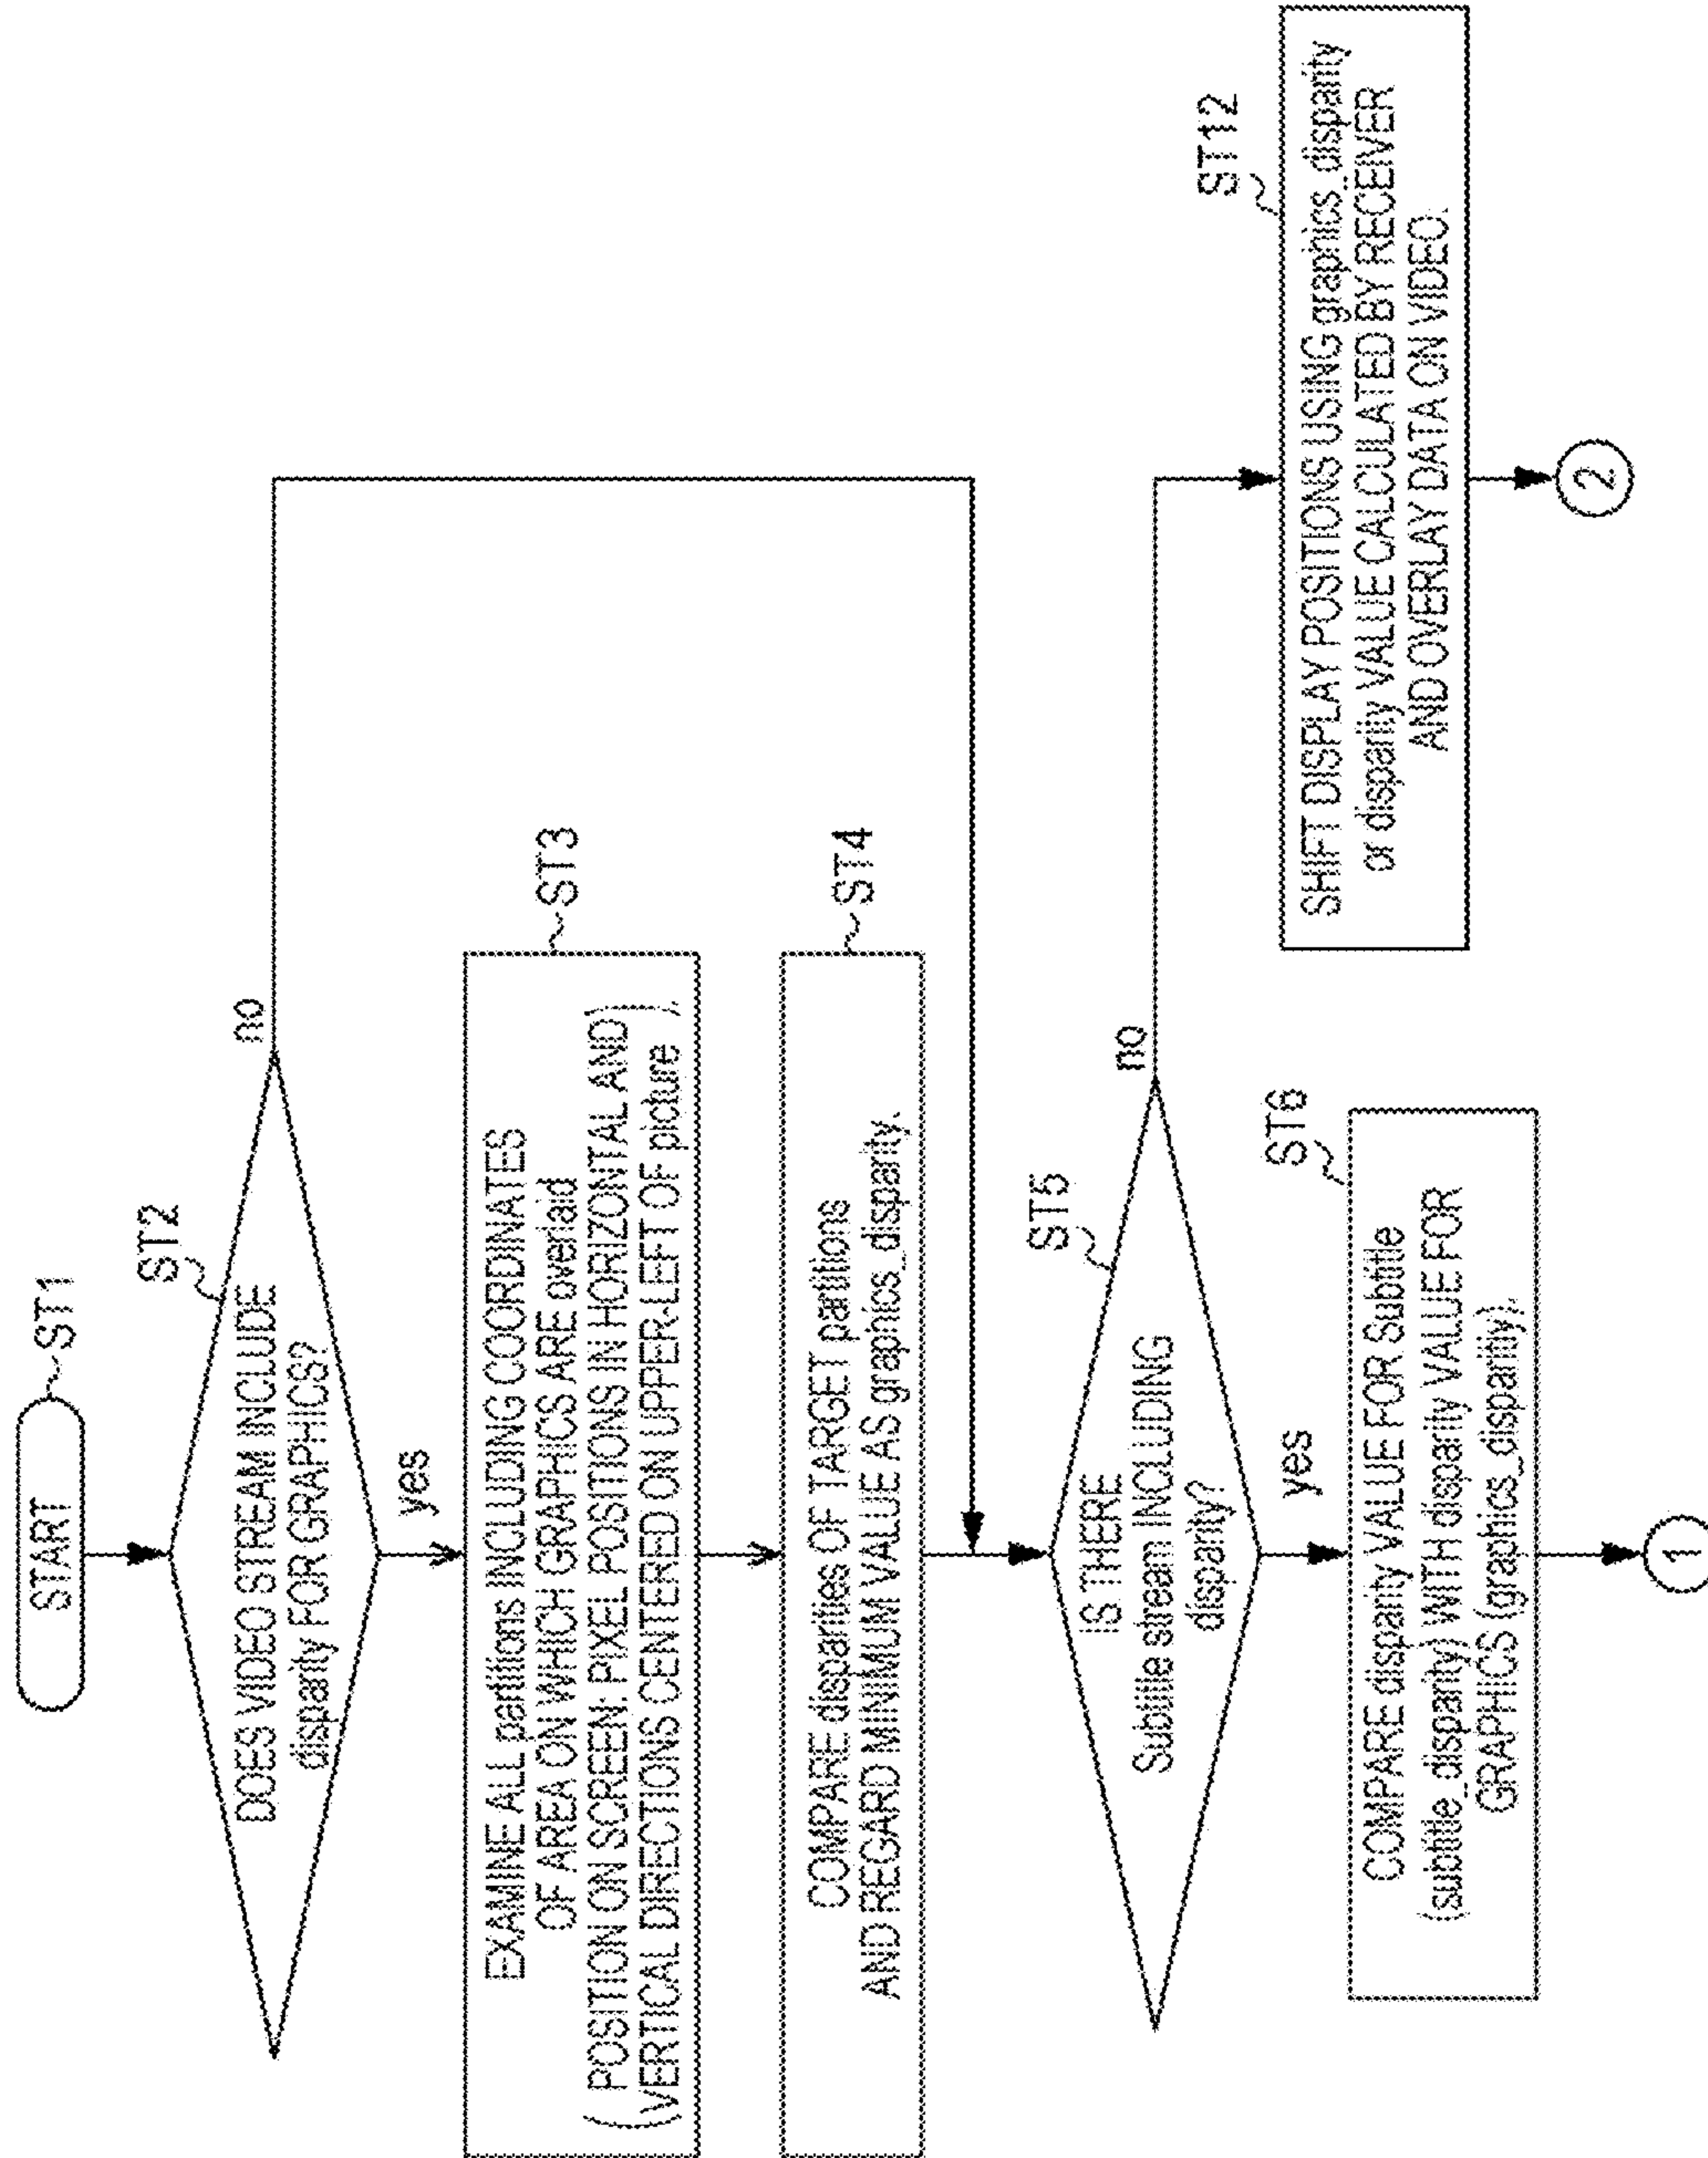 START
ST1
DOES VIDEO STREAM INCLUDE
disparity FOR GRAPHICS?
ST2
no
yes
EXAMINE ALL partitions INCLUDING COORDINATES
OF AREA ON WHICH GRAPHICS ARE overlaid
(POSITION ON SCREEN: PIXEL POSITIONS IN HORIZONTAL AND
VERTICAL DIRECTIONS CENTERED ON UPPER-LEFT OF picture).
ST3
COMPARE disparities OF TARGET partitions
AND REGARD MINIMUM VALUE AS graphics_disparity.
ST4
IS THERE
Subtitle stream INCLUDING
disparity?
ST5
no
yes
COMPARE disparity VALUE FOR Subtitle
(subtitle_disparity) WITH disparity VALUE FOR
GRAPHICS (graphics_disparitiy).
ST6
1
SHIFT DISPLAY POSITIONS USING graphics_disparity
or disparity VALUE CALCULATED BY RECEIVER
AND OVERLAY DATA ON VIDEO.
ST12
2